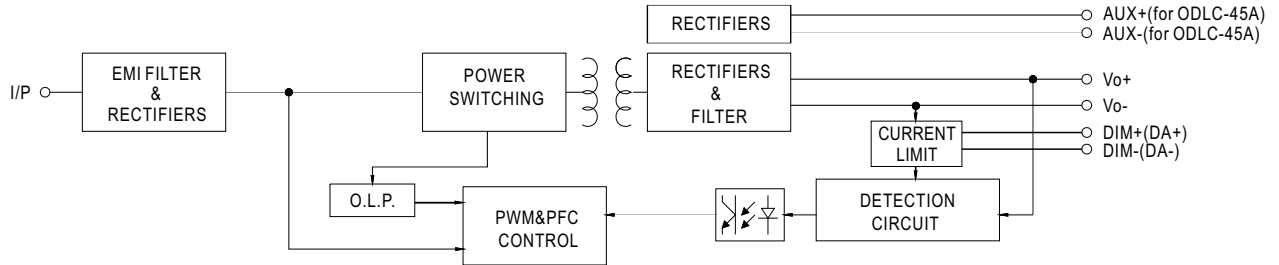 RECTIFIERS
AUX+(for ODLC-45A)
AUX-(for ODLC-45A)
I/P
EMI FILTER
&
RECTIFIERS
POWER
SWITCHING
RECTIFIERS
&
FILTER
Vo+
Vo-
CURRENT
LIMIT
DIM+(DA+)
DIM-(DA-)
O.L.P.
PWM&PFC
CONTROL
DETECTION
CIRCUIT